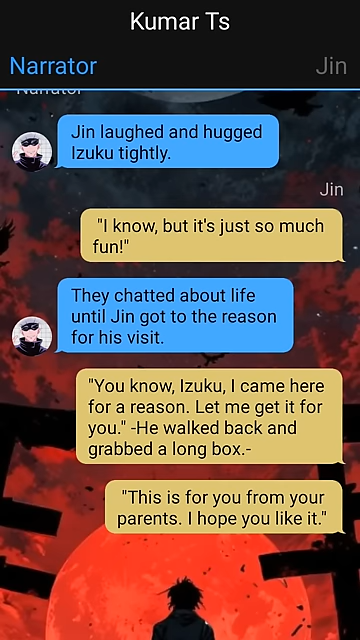 Kumar Ts
Narrator
Jin
Narrator
Jin laughed and hugged
Izuku tightly.
Jin
"I know, but it's just so much
fun!"
They chatted about life
until Jin got to the reason
for his visit.
"You know, Izuku, I came here
for a reason. Let me get it for
you." -He walked back and
grabbed a long box.-
"This is for you from your
parents. I hope you like it."